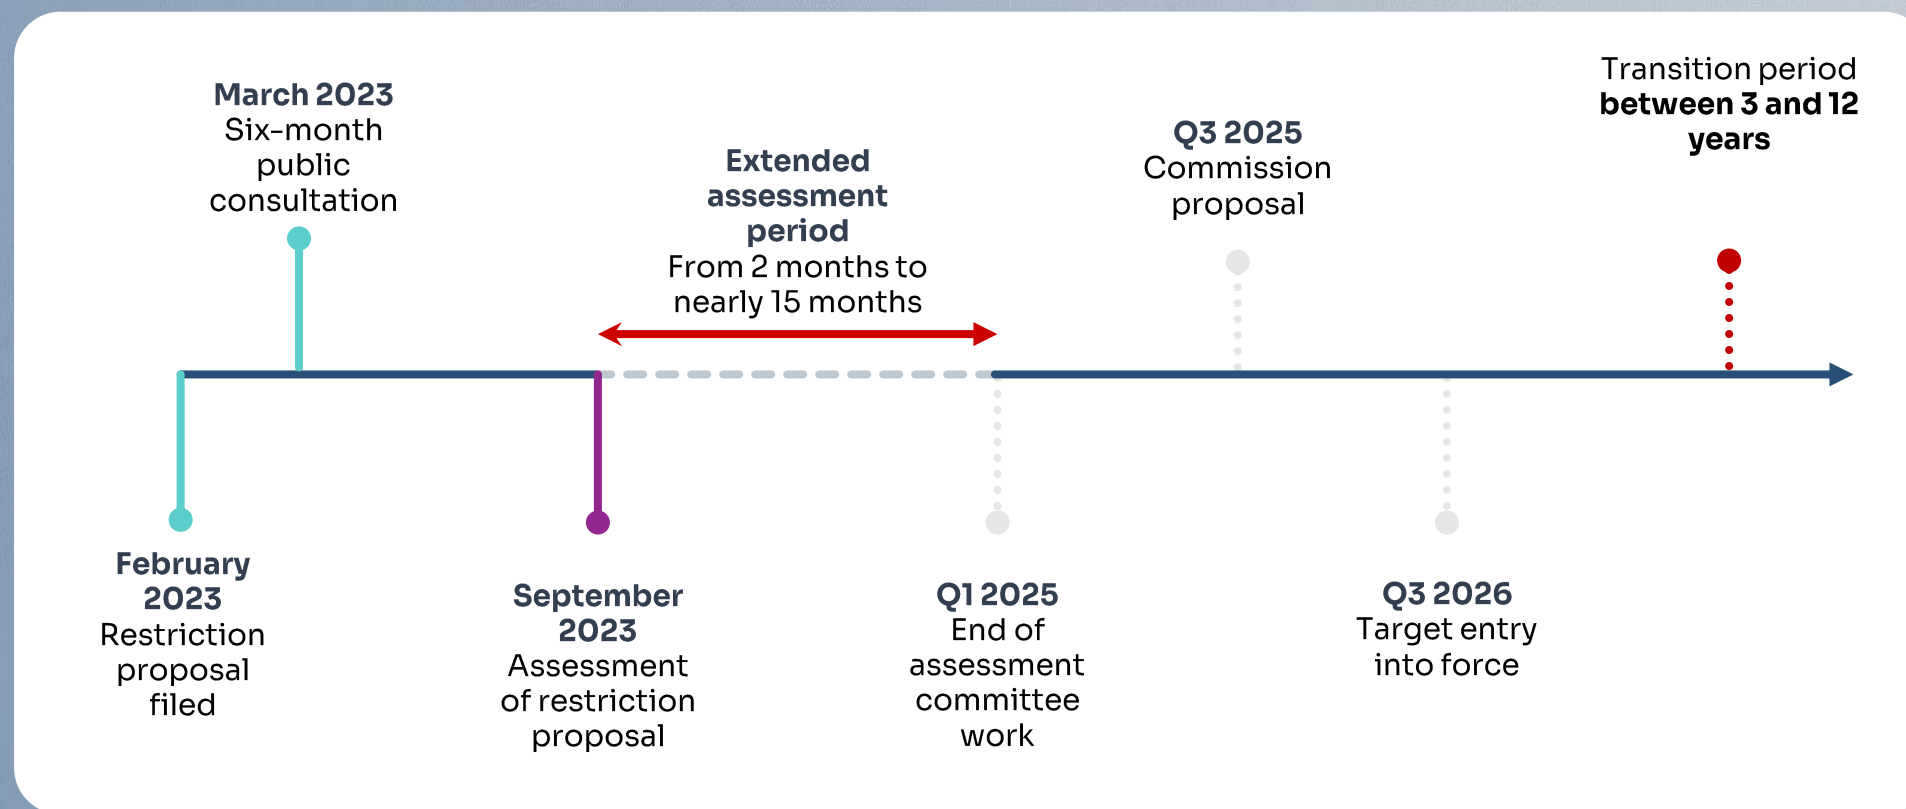 March 2023
Six-month
public
consultation
Extended
assessment
period
From 2 months to
nearly 15 months
Q3 2025
Commission
proposal
Transition period
between 3 and 12
years
February
2023
Restriction
proposal
filed
September
2023
Assessment
of restriction
proposal
Q1 2025
End of
assessment
committee
work
Q3 2026
Target entry
into force